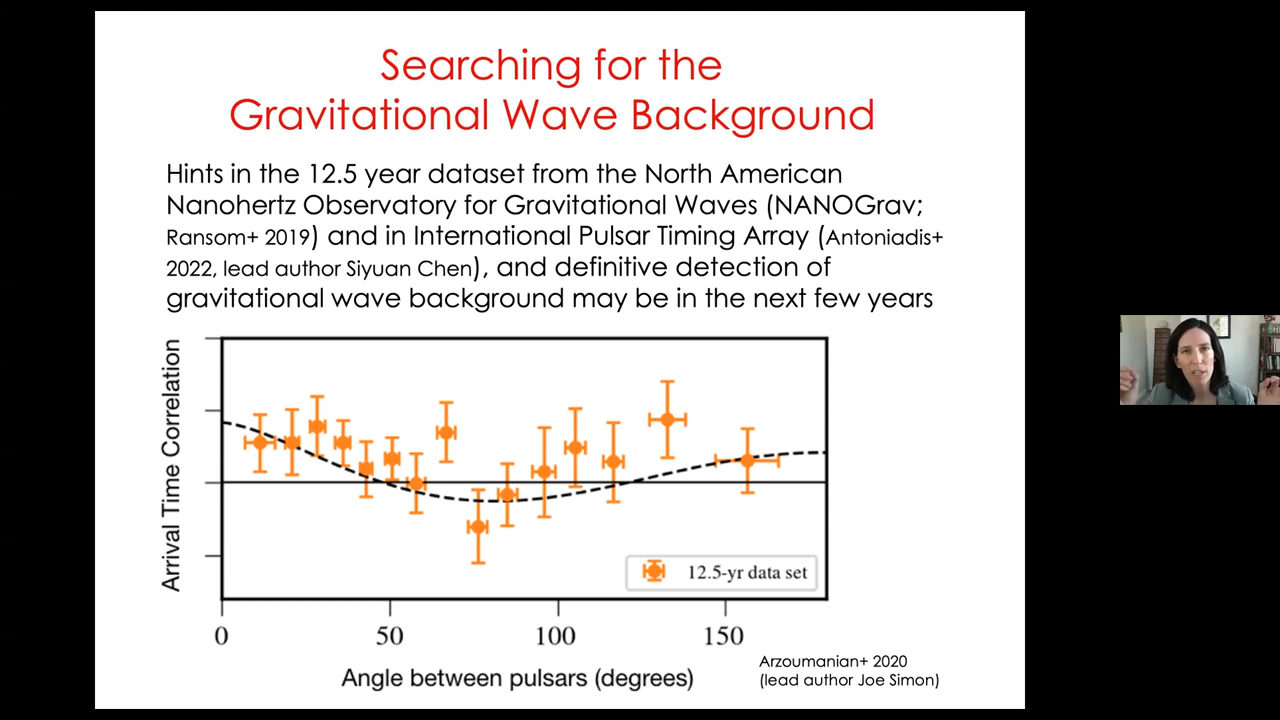 Searching for the
Gravitational Wave Background
Hints in the 12.5 year dataset from the North American
Nanohertz Observatory for Gravitational Waves (NANOGrav;
Ransom+ 2019) and in International Pulsar Timing Array (Antoniadis+
2022, lead author Siyuan Chen), and definitive detection of
gravitational wave background may be in the next few years
Arrival Time Correlation
12.5-yr data set
0 50 100 150
Angle between pulsars (degrees)
Arzoumanian+ 2020
(lead author Joe Simon)